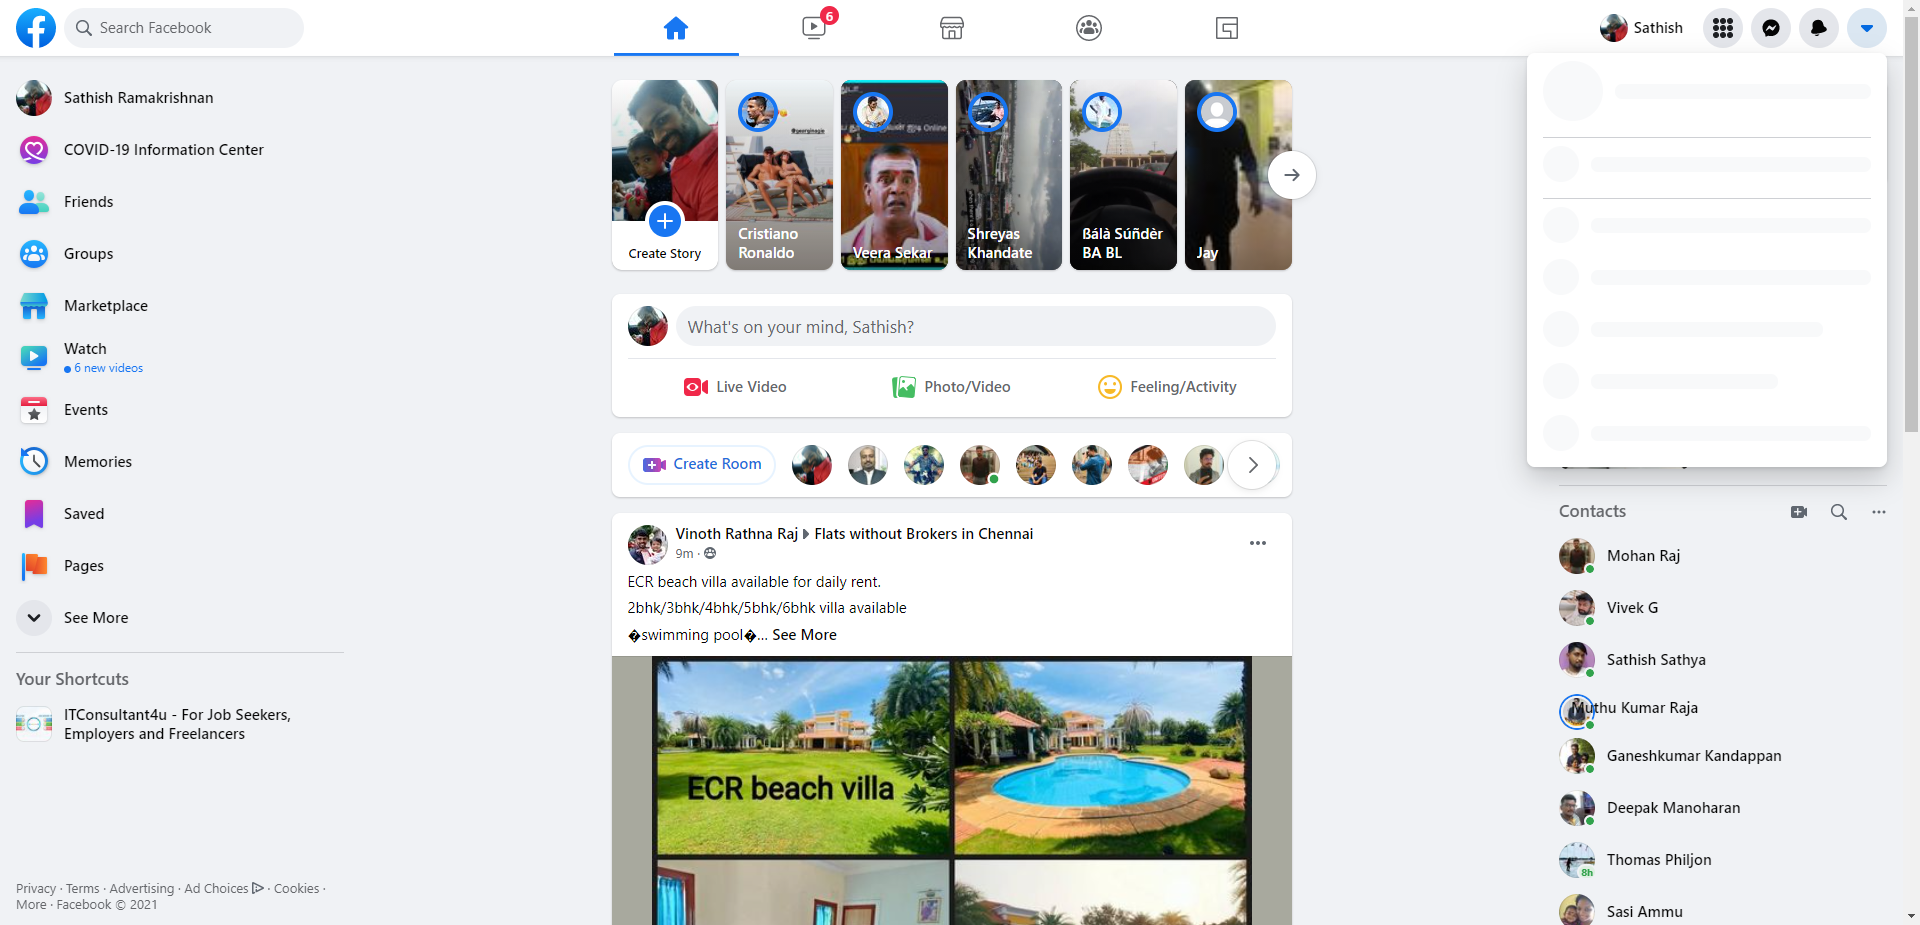 Search Facebook
6
Sathish
Sathish Ramakrishnan
COVID-19 Information Center
Friends
Groups
Marketplace
Watch
6 new videos
Events
Memories
Saved
Pages
See More
Your Shortcuts
ITConsultant4u - For Job Seekers,
Employers and Freelancers
Privacy · Terms · Advertising · Ad Choices · Cookies ·
More · Facebook © 2021
Create Story
@georginagio
Cristiano
Ronaldo
Online
Veera Sekar
Shreyas
Khandate
ßálà Súñdèr
BA BL
Jay
What's on your mind, Sathish?
Live Video
Photo/Video
Feeling/Activity
Create Room
Vinoth Rathna Raj Flats without Brokers in Chennai
9m ·
ECR beach villa available for daily rent.
2bhk/3bhk/4bhk/5bhk/6bhk villa available
�swimming pool�... See More
ECR beach villa
Contacts
Mohan Raj
Vivek G
Sathish Sathya
Muthu Kumar Raja
Ganeshkumar Kandappan
Deepak Manoharan
Thomas Philjon
8h
Sasi Ammu